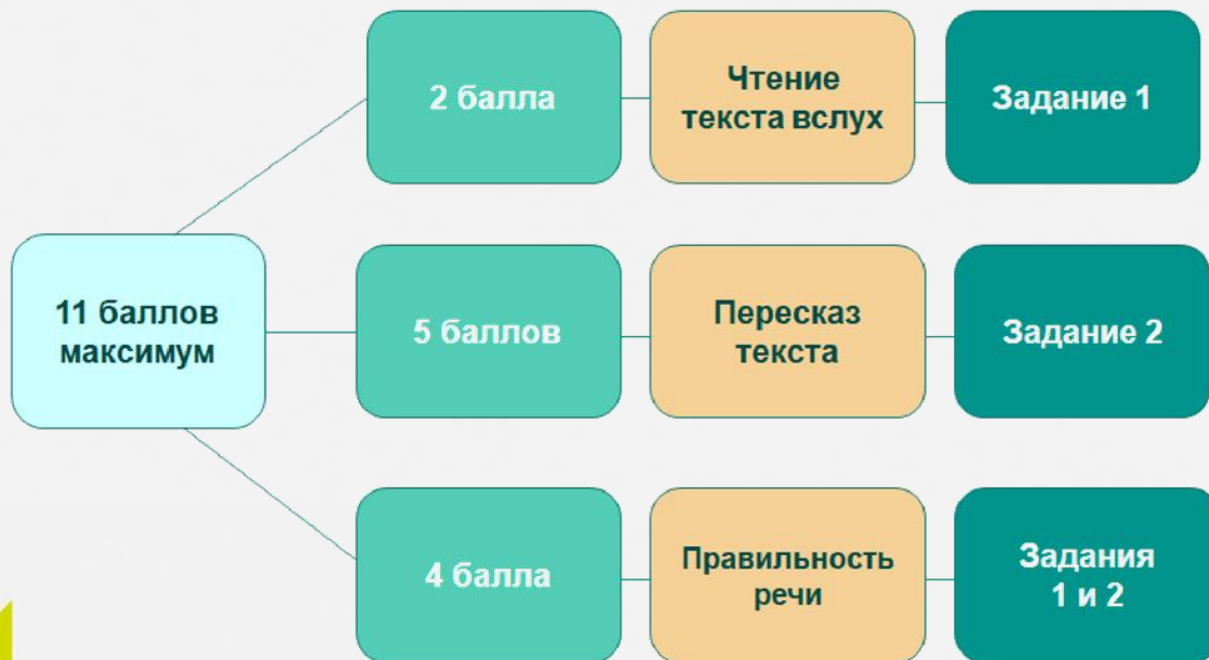 2 балла
Чтение
текста вслух
Задание 1
11 баллов
максимум
5 баллов
Пересказ
текста
Задание 2
4 балла
Правильность
речи
Задания
1 и 2